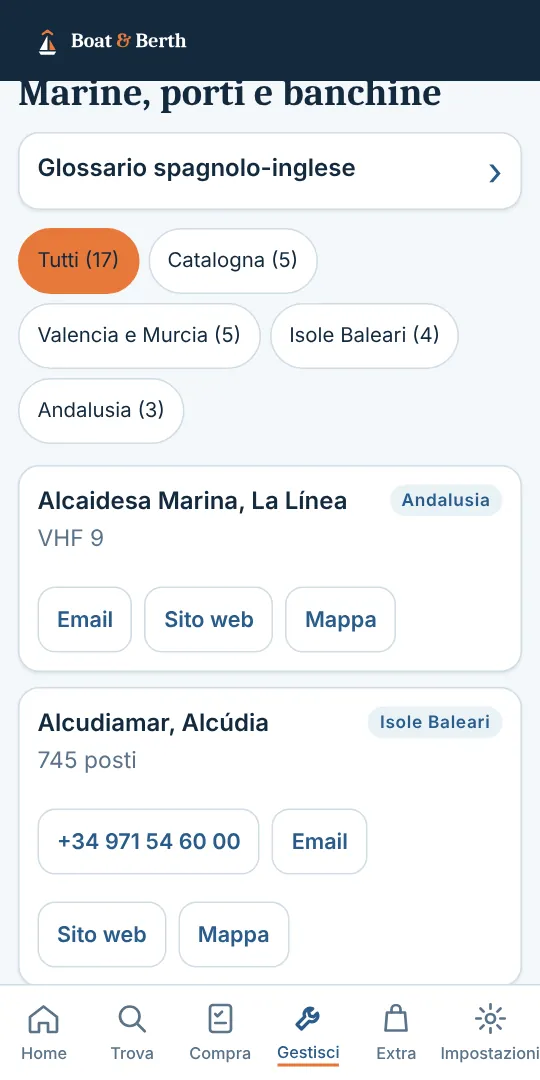 Boat & Berth
Marine, porti e banchine
Glossario spagnolo-inglese
Tutti (17)
Catalogna (5)
Valencia e Murcia (5)
Isole Baleari (4)
Andalusia (3)
Alcaidesa Marina, La Línea
Andalusia
VHF 9
Email
Sito web
Mappa
Alcudiamar, Alcúdia
Isole Baleari
745 posti
+34 971 54 60 00
Email
Sito web
Mappa
Home
Trova
Compra
Gestisci
Extra
Impostazioni